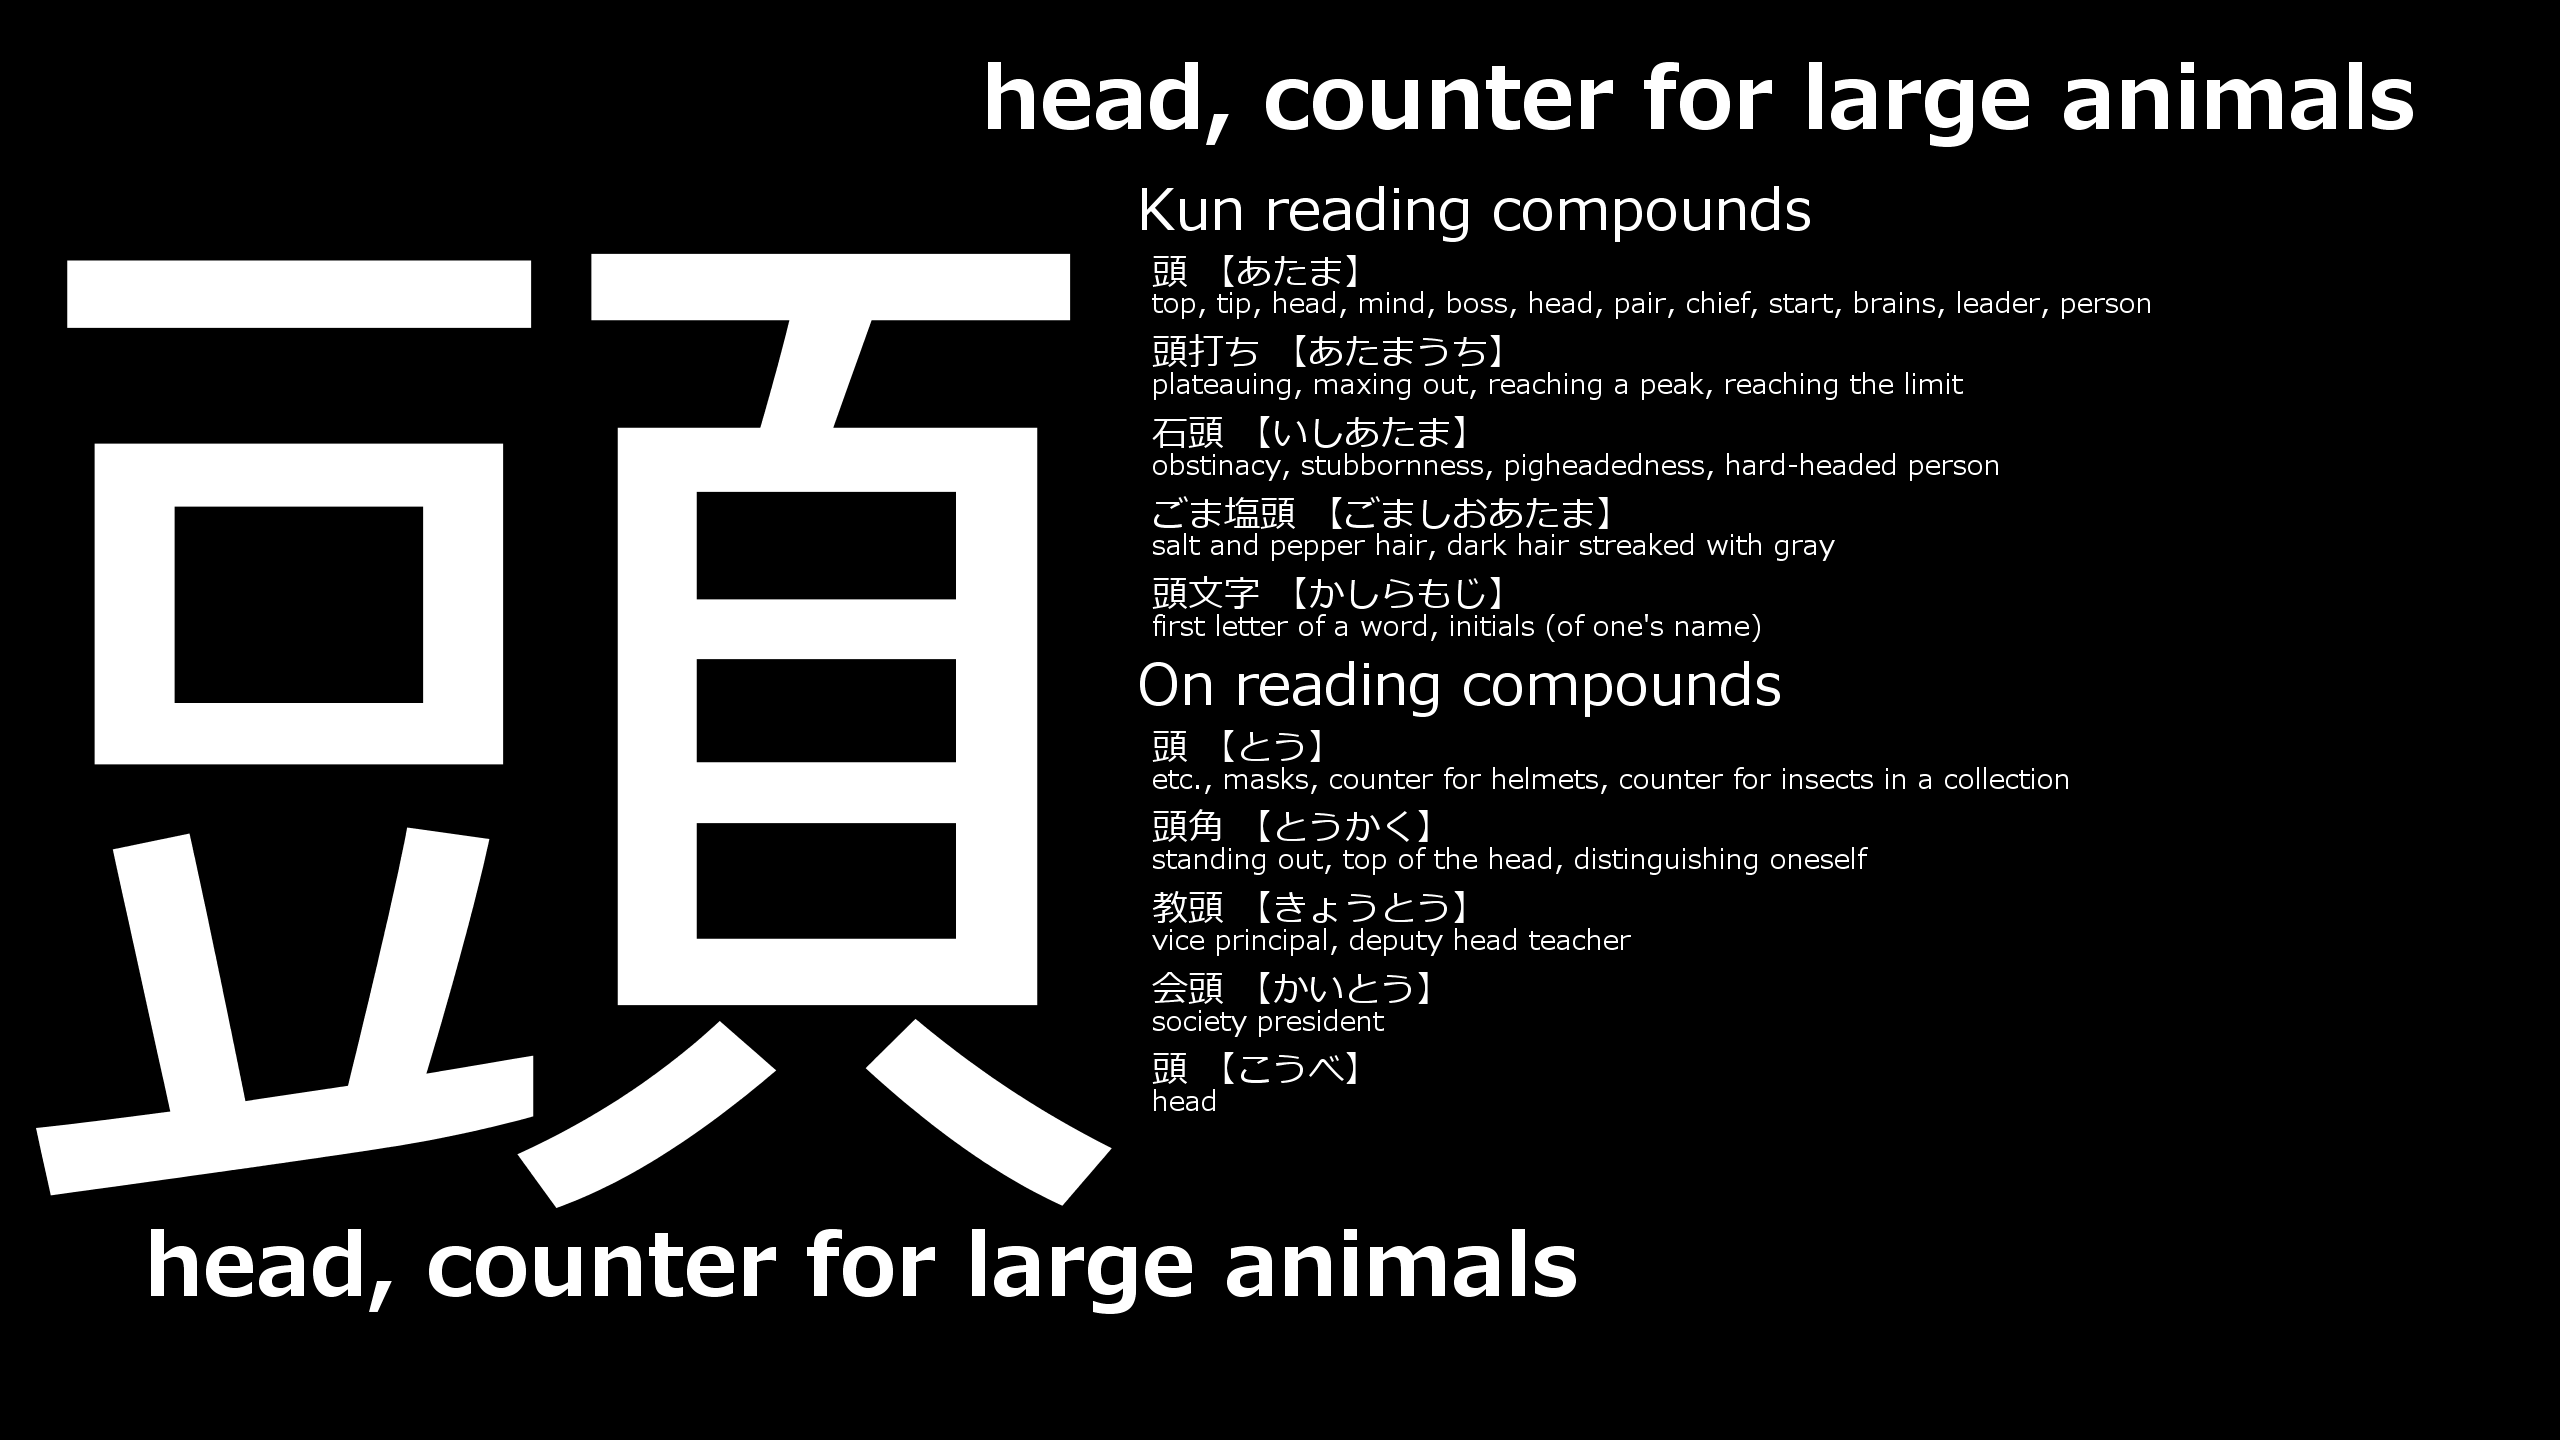 head, counter for large animals
頭
Kun reading compounds
頭 【あたま】
top, tip, head, mind, boss, head, pair, chief, start, brains, leader, person
頭打ち 【あたまうち】
plateauing, maxing out, reaching a peak, reaching the limit
石頭 【いしあたま】
obstinacy, stubbornness, pigheadedness, hard-headed person
ごま塩頭 【ごましおあたま】
salt and pepper hair, dark hair streaked with gray
頭文字 【かしらもじ】
first letter of a word, initials (of one's name)
On reading compounds
頭 【とう】
etc., masks, counter for helmets, counter for insects in a collection
頭角 【とうかく】
standing out, top of the head, distinguishing oneself
教頭 【きょうとう】
vice principal, deputy head teacher
会頭 【かいとう】
society president
頭 【こうべ】
head
head, counter for large animals